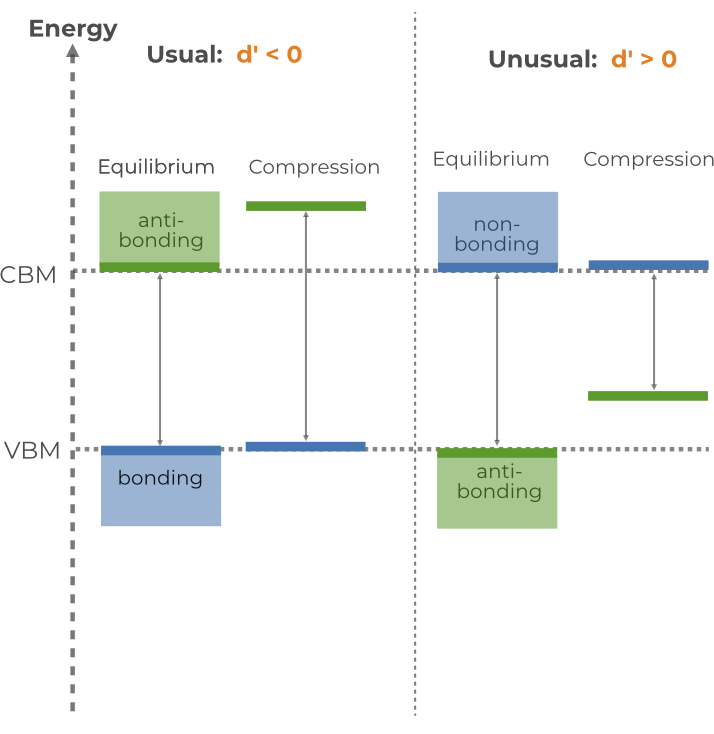 Energy
Usual: d' < 0
Unusual: d' > 0
Equilibrium
Compression
Equilibrium
Compression
anti-
bonding
non-
bonding
CBM
VBM
bonding
anti-
bonding